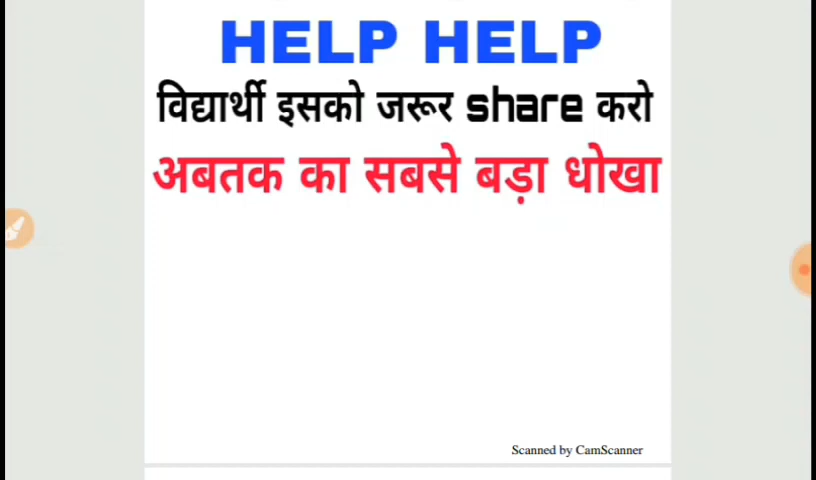 HELP HELP
विद्यार्थी इसको जरूर share करो
अबतक का सबसे बड़ा धोखा
Scanned by CamScanner